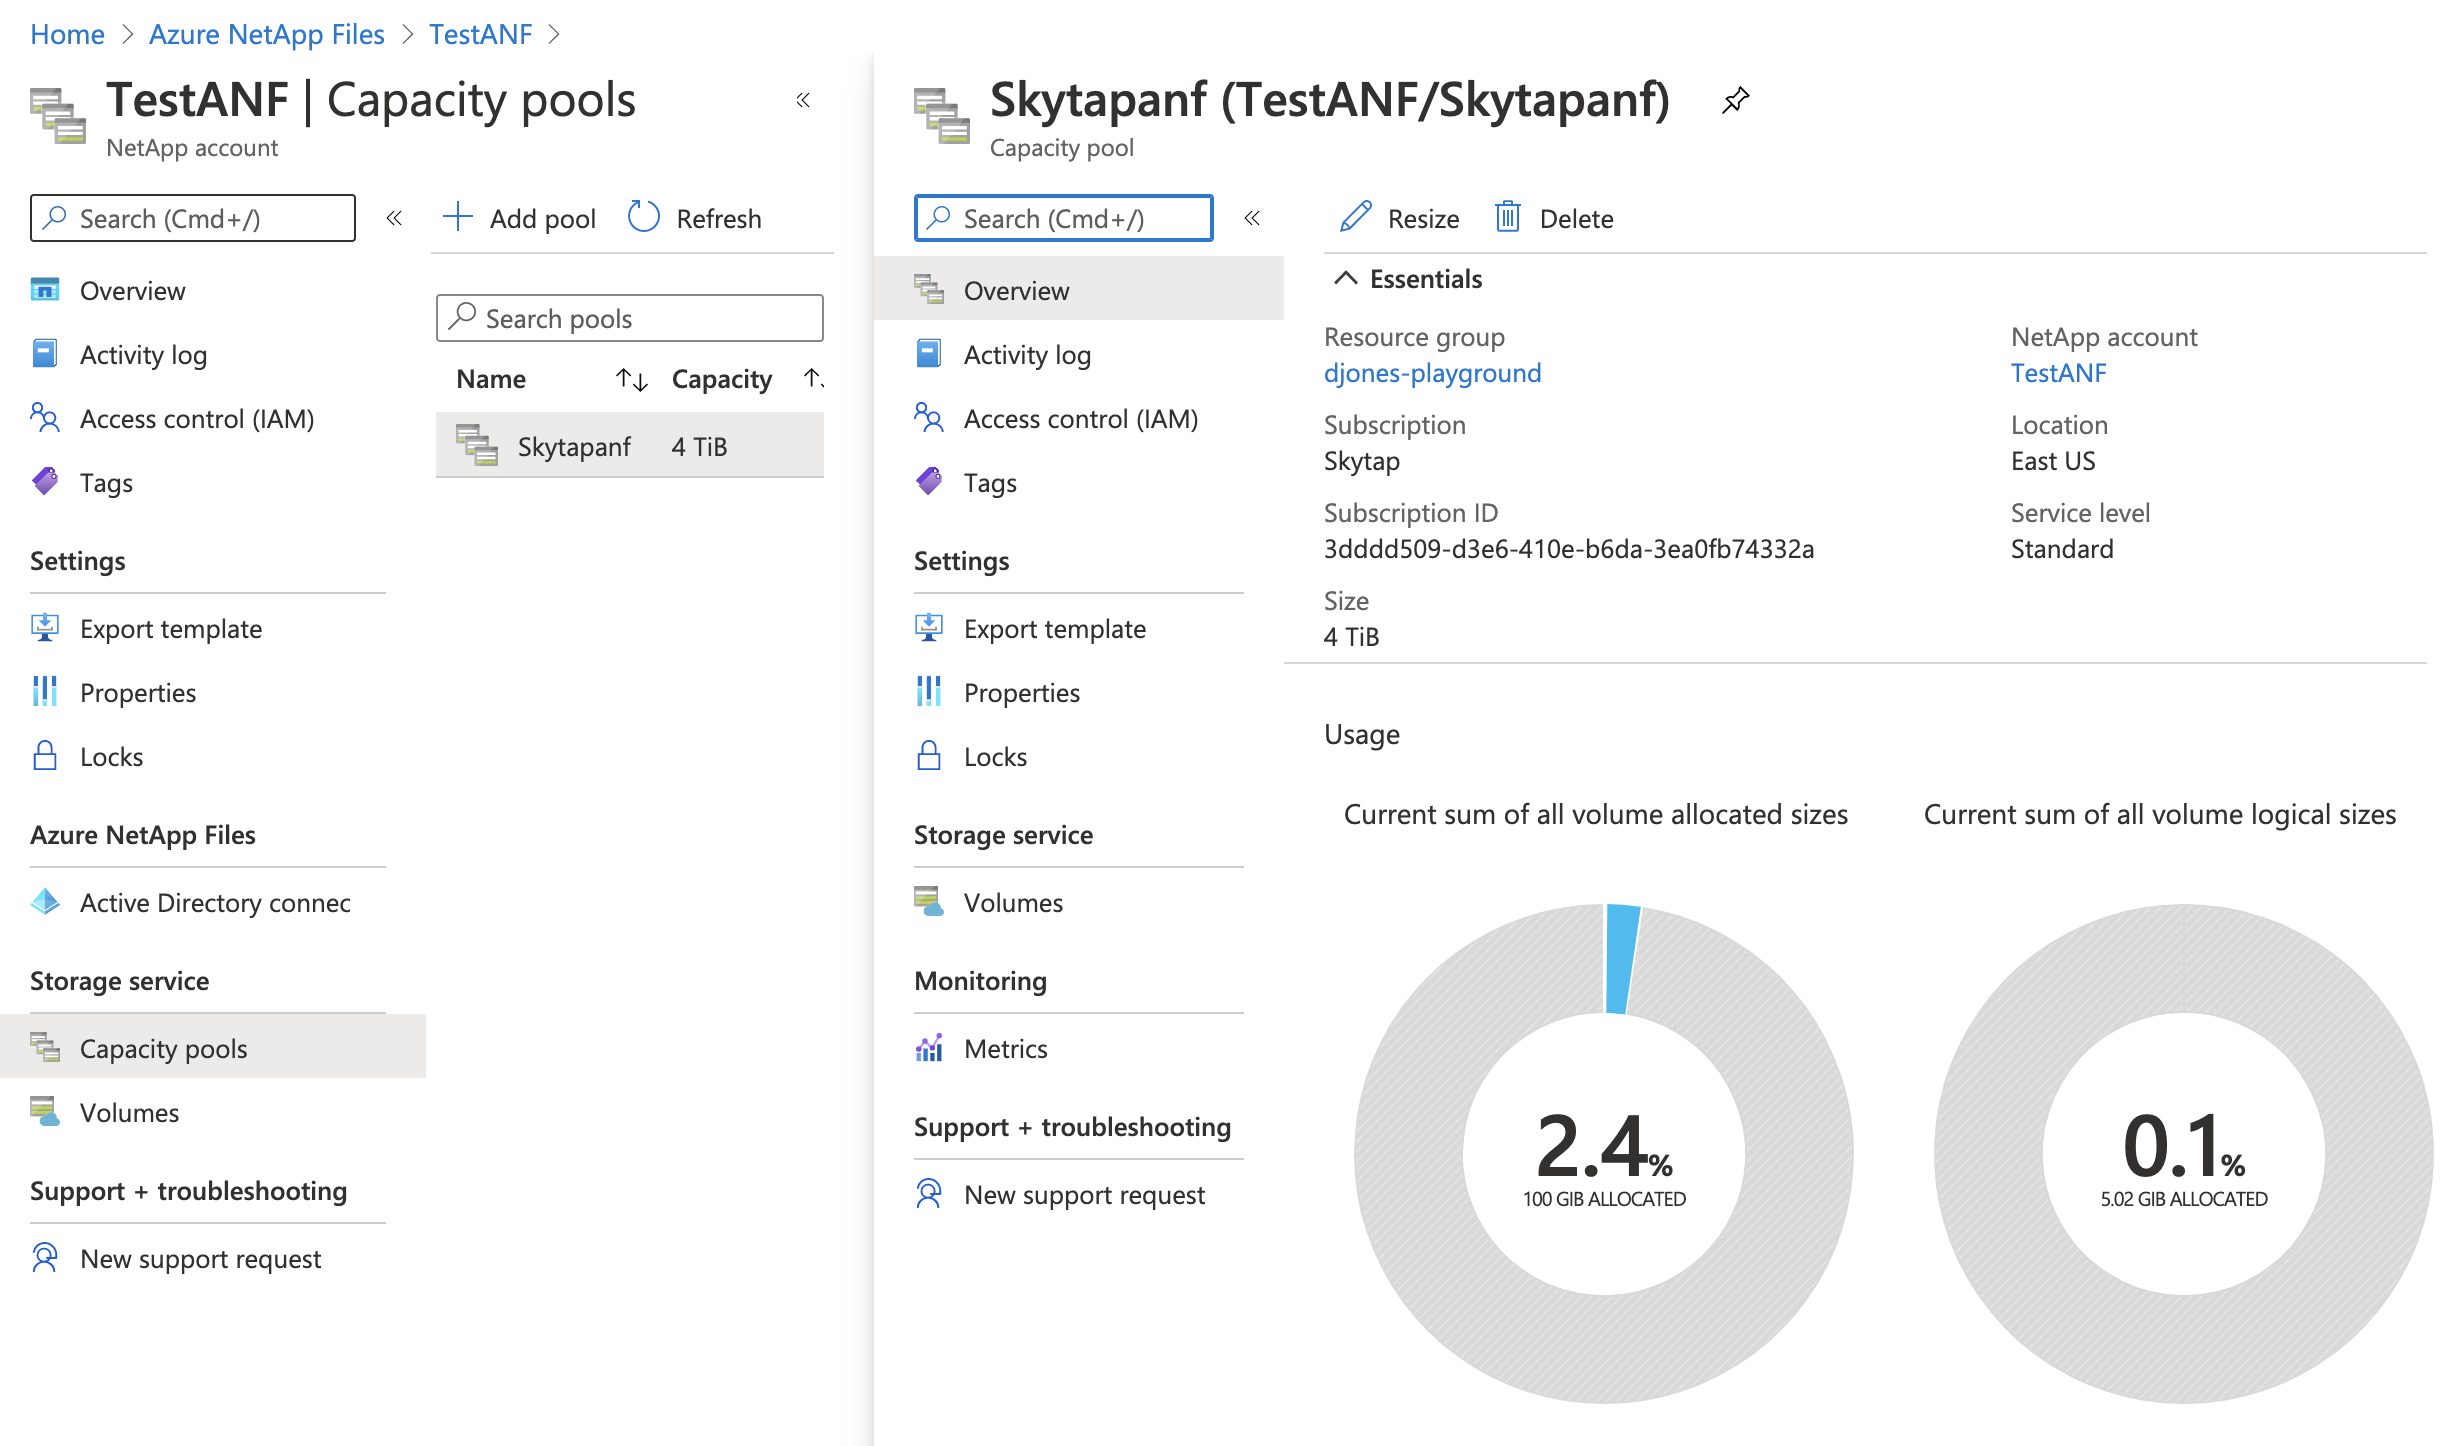 Home > Azure NetApp Files > TestANF >
TestANF | Capacity pools
NetApp account
Search (Cmd+/)
Overview
Activity log
Access control (IAM)
Tags
Settings
Export template
Properties
Locks
Azure NetApp Files
Active Directory connec
Storage service
Capacity pools
Volumes
Support + troubleshooting
New support request
Add pool
Refresh
Search pools
Name
Capacity
Skytapanf
4 TiB
Skytapanf (TestANF/Skytapanf)
Capacity pool
Search (Cmd+/)
Overview
Activity log
Access control (IAM)
Tags
Settings
Export template
Properties
Locks
Storage service
Volumes
Monitoring
Metrics
Support + troubleshooting
New support request
Resize
Delete
Essentials
Resource group
djones-playground
Subscription
Skytap
Subscription ID
3dddd509-d3e6-410e-b6da-3ea0fb74332a
Size
4 TiB
NetApp account
TestANF
Location
East US
Service level
Standard
Usage
Current sum of all volume allocated sizes
2.4%
100 GIB ALLOCATED
Current sum of all volume logical sizes
0.1%
5.02 GIB ALLOCATED